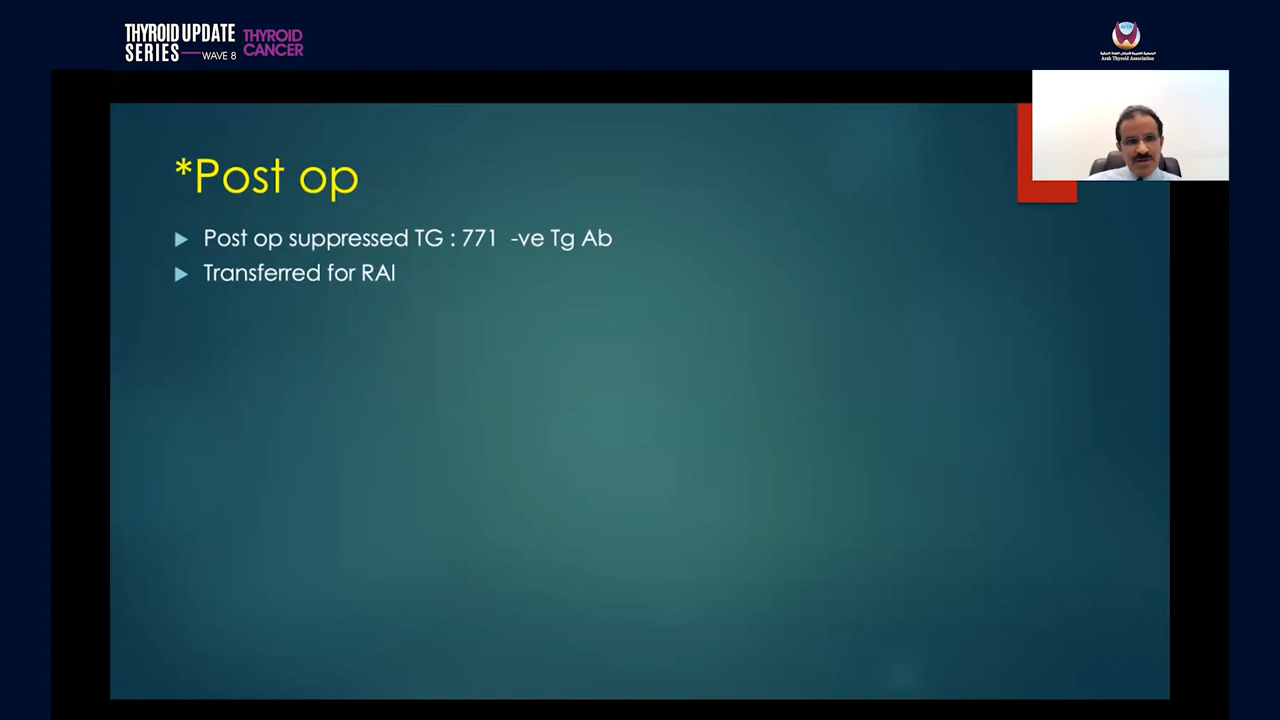 THYROID UPDATE
SERIES WAVE 8
THYROID
CANCER
Arab Thyroid Association
*Post op
Post op suppressed TG : 771 -ve Tg Ab
Transferred for RAI